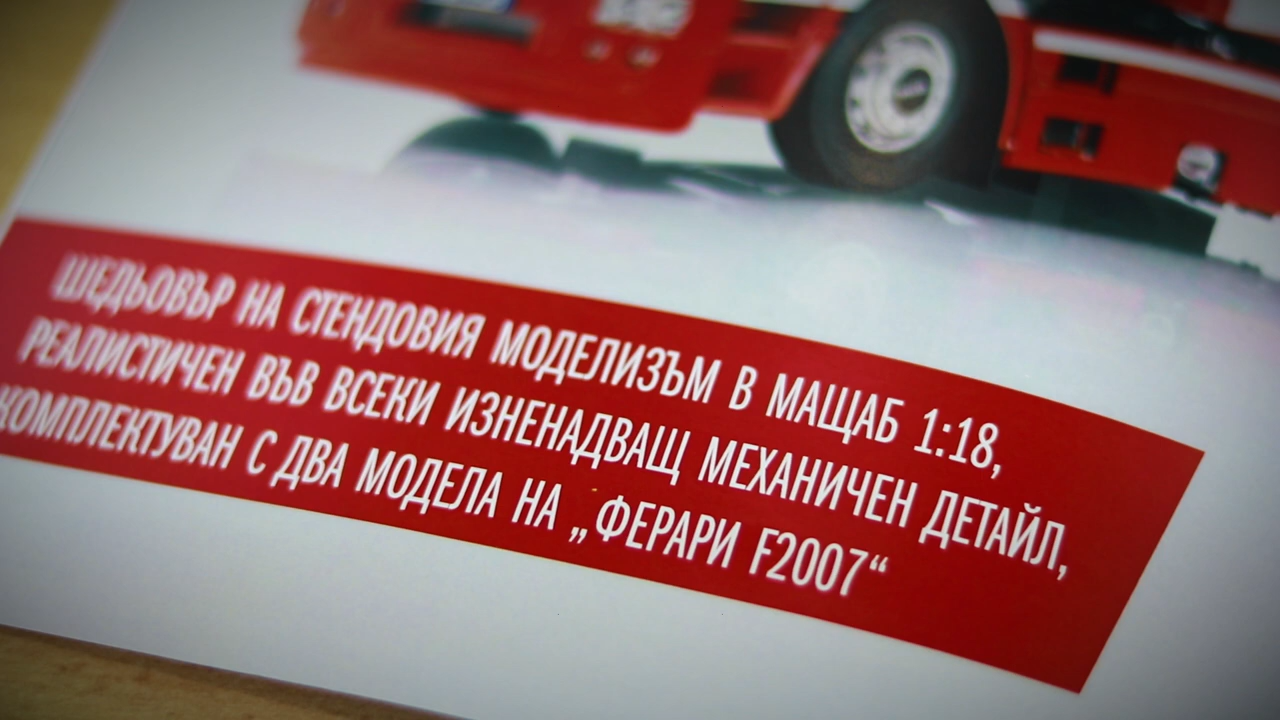 ШЕДЬОВЪР НА СТЕНДОВИЯ МОДЕЛИЗЪМ В МАЩАБ 1:18,
РЕАЛИСТИЧЕН ВЪВ ВСЕКИ ИЗНЕНАДВАЩ МЕХАНИЧЕН ДЕТАЙЛ,
КОМПЛЕКТУВАН С ДВА МОДЕЛА НА „ФЕРАРИ F2007“